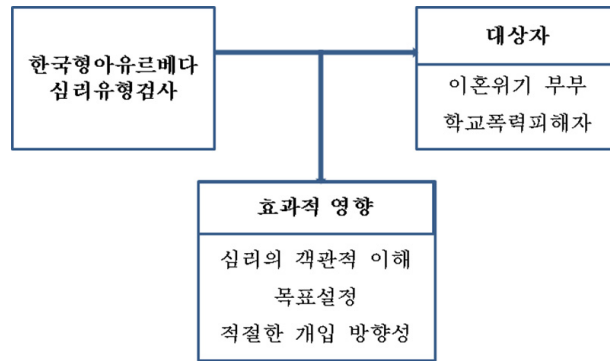 한국형아유르베다
심리유형검사
대상자
이혼위기 부부
학교폭력피해자
효과적 영향
심리의 객관적 이해
목표설정
적절한 개입 방향성